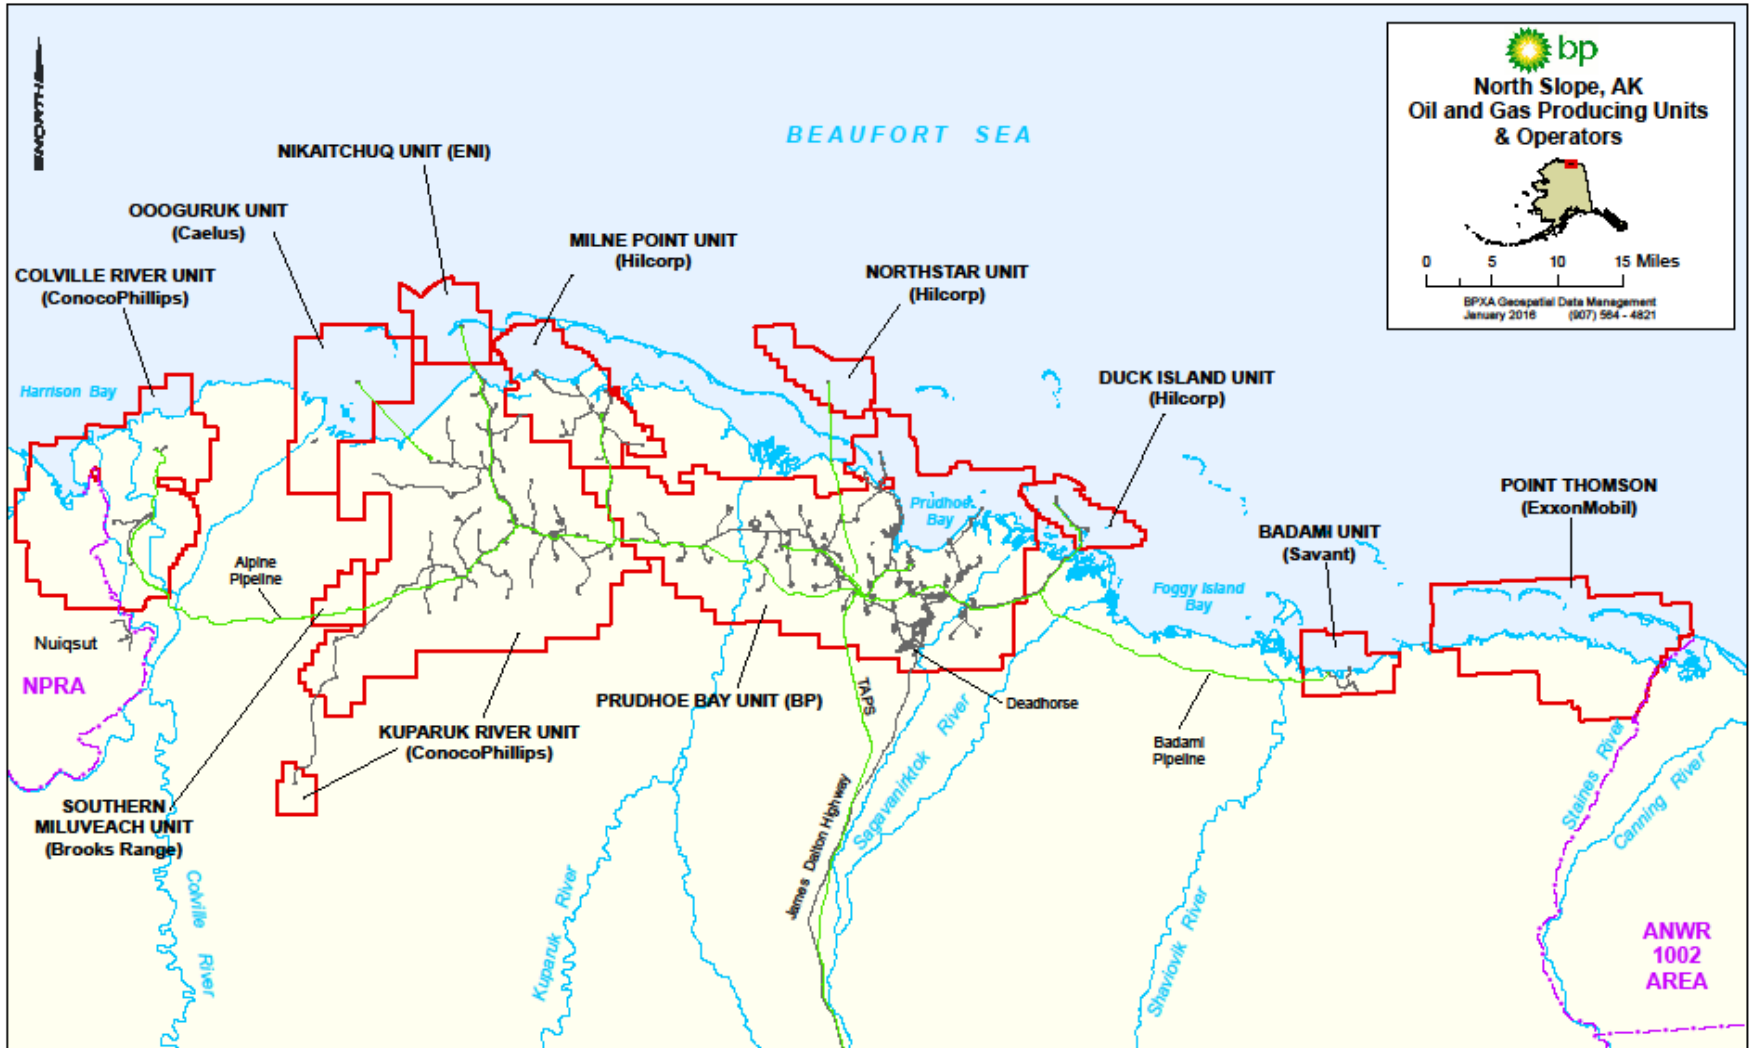 NORTH
bp
North Slope, AK
Oil and Gas Producing Units
& Operators
0 5 10 15 Miles
BPXA Geospatial Data Management
January 2016 (907) 564 - 4821
BEAUFORT SEA
NIKAITCHUQ UNIT (ENI)
OOOGURUK UNIT
(Caelus)
MILNE POINT UNIT
(Hilcorp)
COLVILLE RIVER UNIT
(ConocoPhillips)
NORTHSTAR UNIT
(Hilcorp)
Harrison Bay
DUCK ISLAND UNIT
(Hilcorp)
POINT THOMSON
(ExxonMobil)
Prudhoe
Bay
BADAMI UNIT
(Savant)
Alpine
Pipeline
Foggy Island
Bay
Nuiqsut
NPRA
PRUDHOE BAY UNIT (BP)
TAPS
Deadhorse
KUPARUK RIVER UNIT
(ConocoPhillips)
Badami
Pipeline
SOUTHERN
MILUVEACH UNIT
(Brooks Range)
James Dalton Highway
Sagavanirktok River
Staines River
Canning River
Colville River
Kuparuk River
Shaviovik River
ANWR
1002
AREA